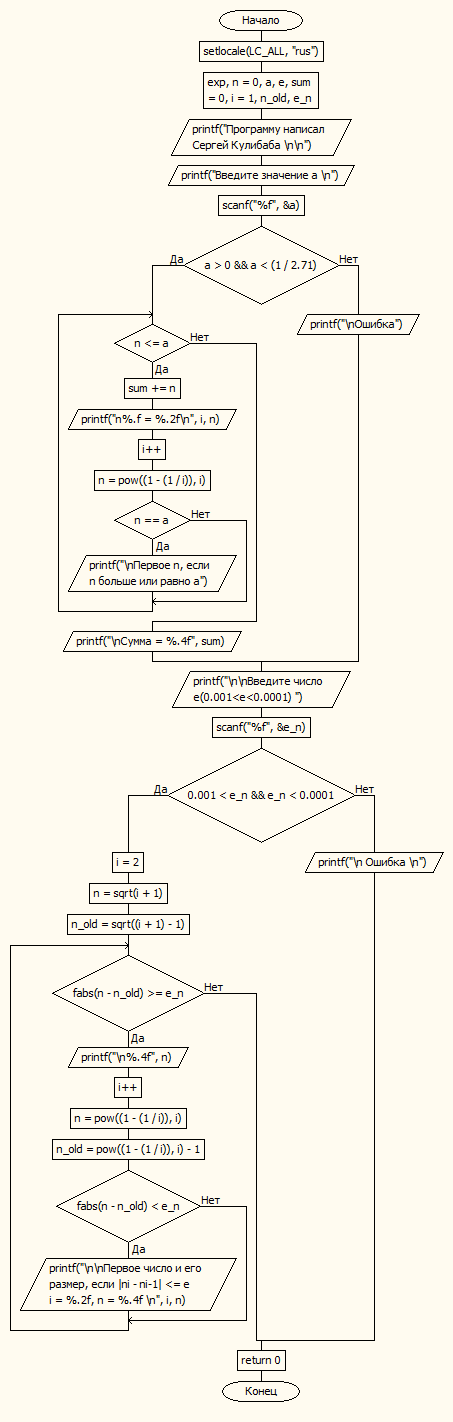 Начало
setlocale(LC_ALL, "rus")
exp, n = 0, a, e, sum
= 0, i = 1, n_old, e_n
printf("Программу написал
Сергей Кулибаба \n\n")
printf("Введите значение a \n")
scanf("%f", &a)
a > 0 && a < (1 / 2.71)
Да
Нет
printf("\nОшибка")
n <= a
Нет
Да
sum += n
printf("n%.f = %.2f\n", i, n)
i++
n = pow((1 - (1 / i)), i)
n == a
Нет
Да
printf("\nПервое n, если
n больше или равно a")
printf("\nСумма = %.4f", sum)
printf("\n\nВведите число
e(0.001<e<0.0001) ")
scanf("%f", &e_n)
0.001 < e_n && e_n < 0.0001
Да
Нет
i = 2
printf("\n Ошибка \n")
n = sqrt(i + 1)
n_old = sqrt((i + 1) - 1)
fabs(n - n_old) >= e_n
Нет
Да
printf("\n%.4f", n)
i++
n = pow((1 - (1 / i)), i)
n_old = pow((1 - (1 / i)), i) - 1
fabs(n - n_old) < e_n
Нет
Да
printf("\n\nПервое число и его
размер, если |ni - ni-1| <= e
i = %.2f, n = %.4f \n", i, n)
return 0
Конец